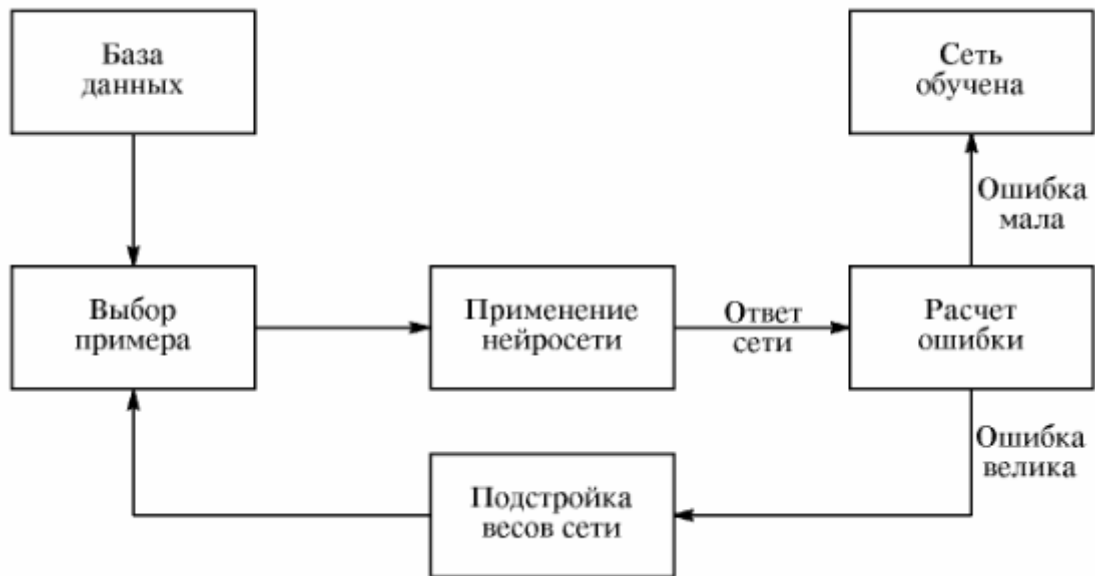 База
данных
Сеть
обучена
Ошибка
мала
Выбор
примера
Применение
нейросети
Ответ
сети
Расчет
ошибки
Ошибка
велика
Подстройка
весов сети